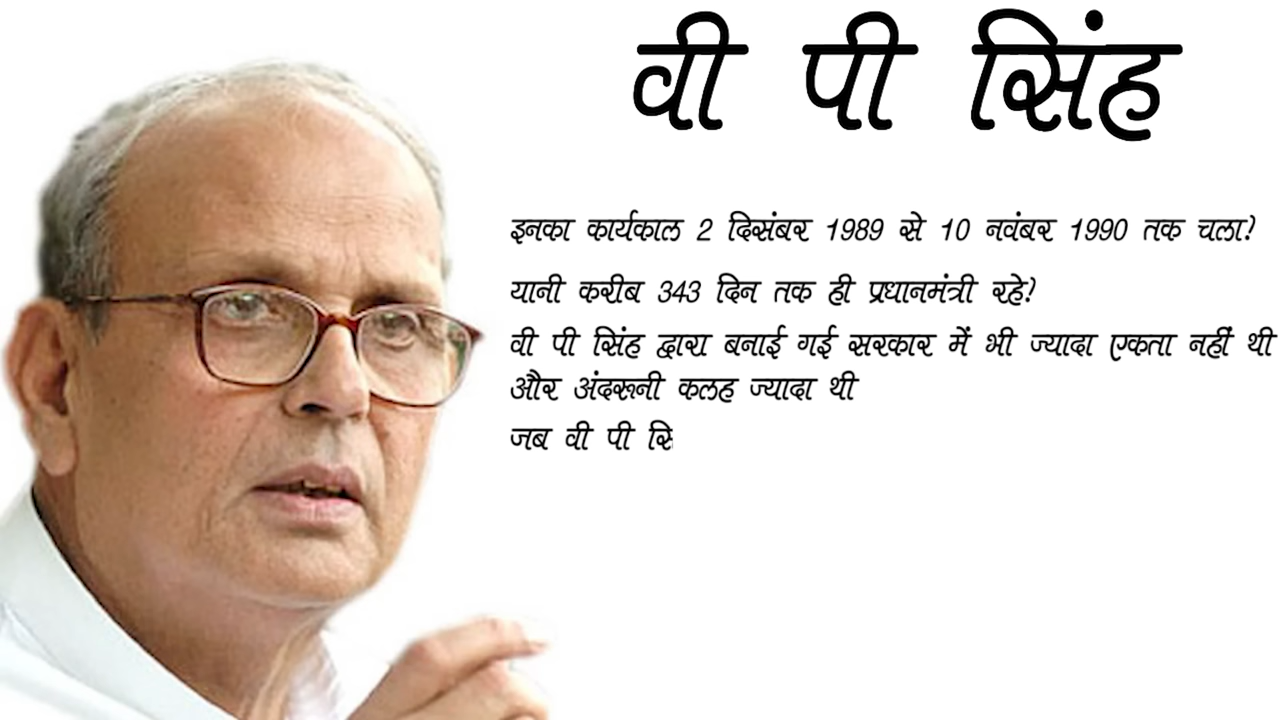 वी पी सिंह
इनका कार्यकाल 2 दिसंबर 1989 से 10 नवंबर 1990 तक चला?
यानी करीब 343 दिन तक ही प्रधानमंत्री रहे?
वी पी सिंह द्वारा बनाई गई सरकार में भी ज्यादा एकता नहीं थी
और अंदरूनी कलह ज्यादा थी
जब वी पी सि